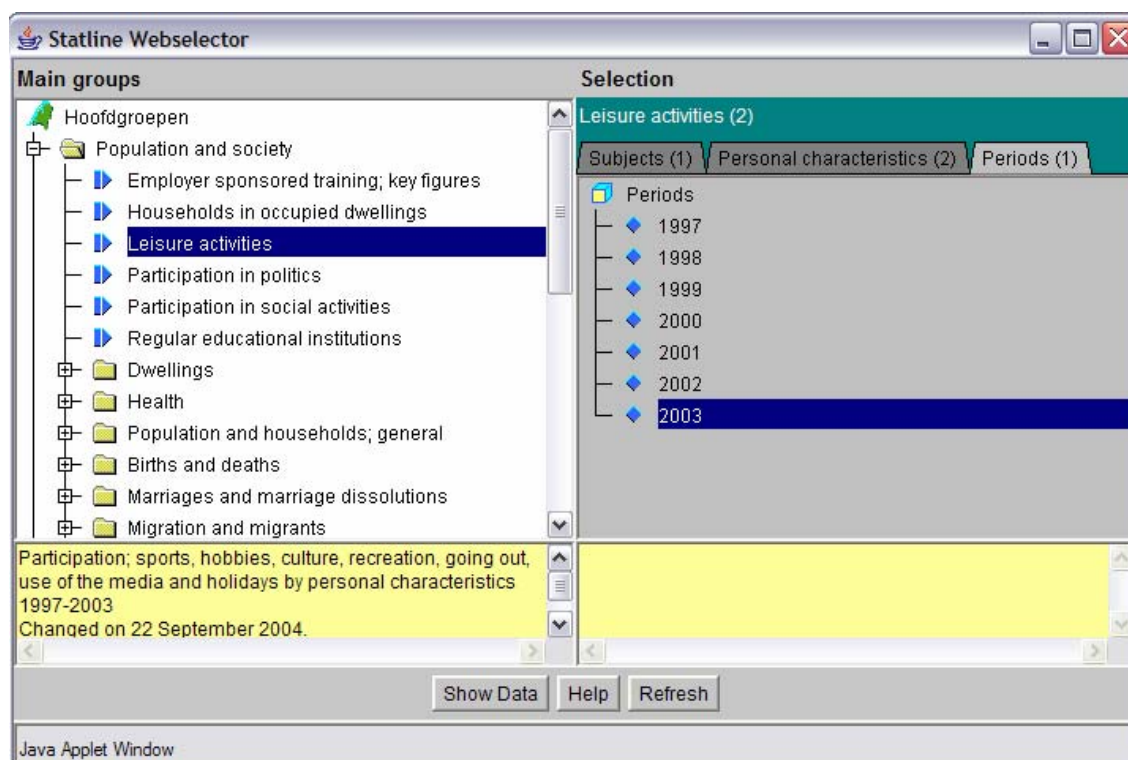 Statline Webselector
Main groups
Hoofdgroepen
Population and society
Employer sponsored training; key figures
Households in occupied dwellings
Leisure activities
Participation in politics
Participation in social activities
Regular educational institutions
Dwellings
Health
Population and households; general
Births and deaths
Marriages and marriage dissolutions
Migration and migrants
Participation; sports, hobbies, culture, recreation, going out,
use of the media and holidays by personal characteristics
1997-2003
Changed on 22 September 2004.
Selection
Leisure activities (2)
Subjects (1) Personal characteristics (2) Periods (1)
Periods
1997
1998
1999
2000
2001
2002
2003
Show Data Help Refresh
Java Applet Window